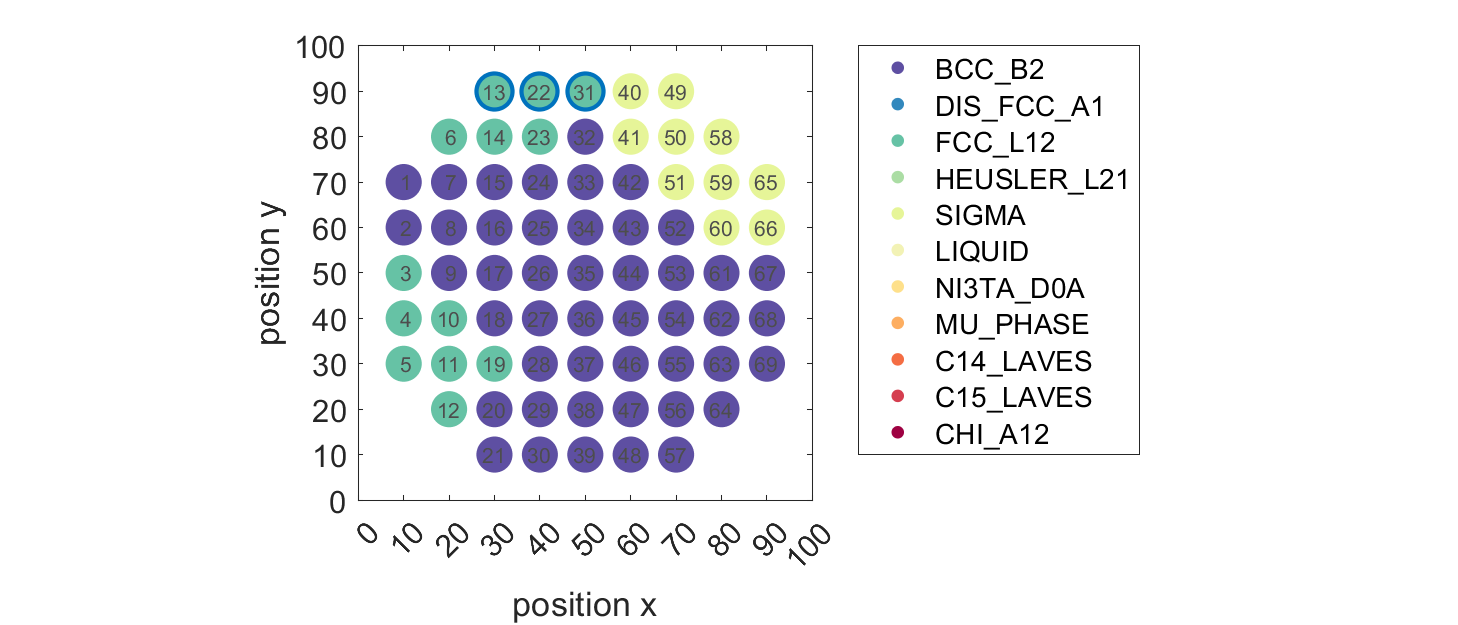 100
90
80
70
60
50
40
30
20
10
0
position y
13 22 31 40 49
6 14 23 32 41 50 58
1 7 15 24 33 42 51 59 65
2 8 16 25 34 43 52 60 66
3 9 17 26 35 44 53 61 67
4 10 18 27 36 45 54 62 68
5 11 19 28 37 46 55 63 69
12 20 29 38 47 56 64
21 30 39 48 57
0 10 20 30 40 50 60 70 80 90 100
position x
BCC_B2
DIS_FCC_A1
FCC_L12
HEUSLER_L21
SIGMA
LIQUID
NI3TA_D0A
MU_PHASE
C14_LAVES
C15_LAVES
CHI_A12